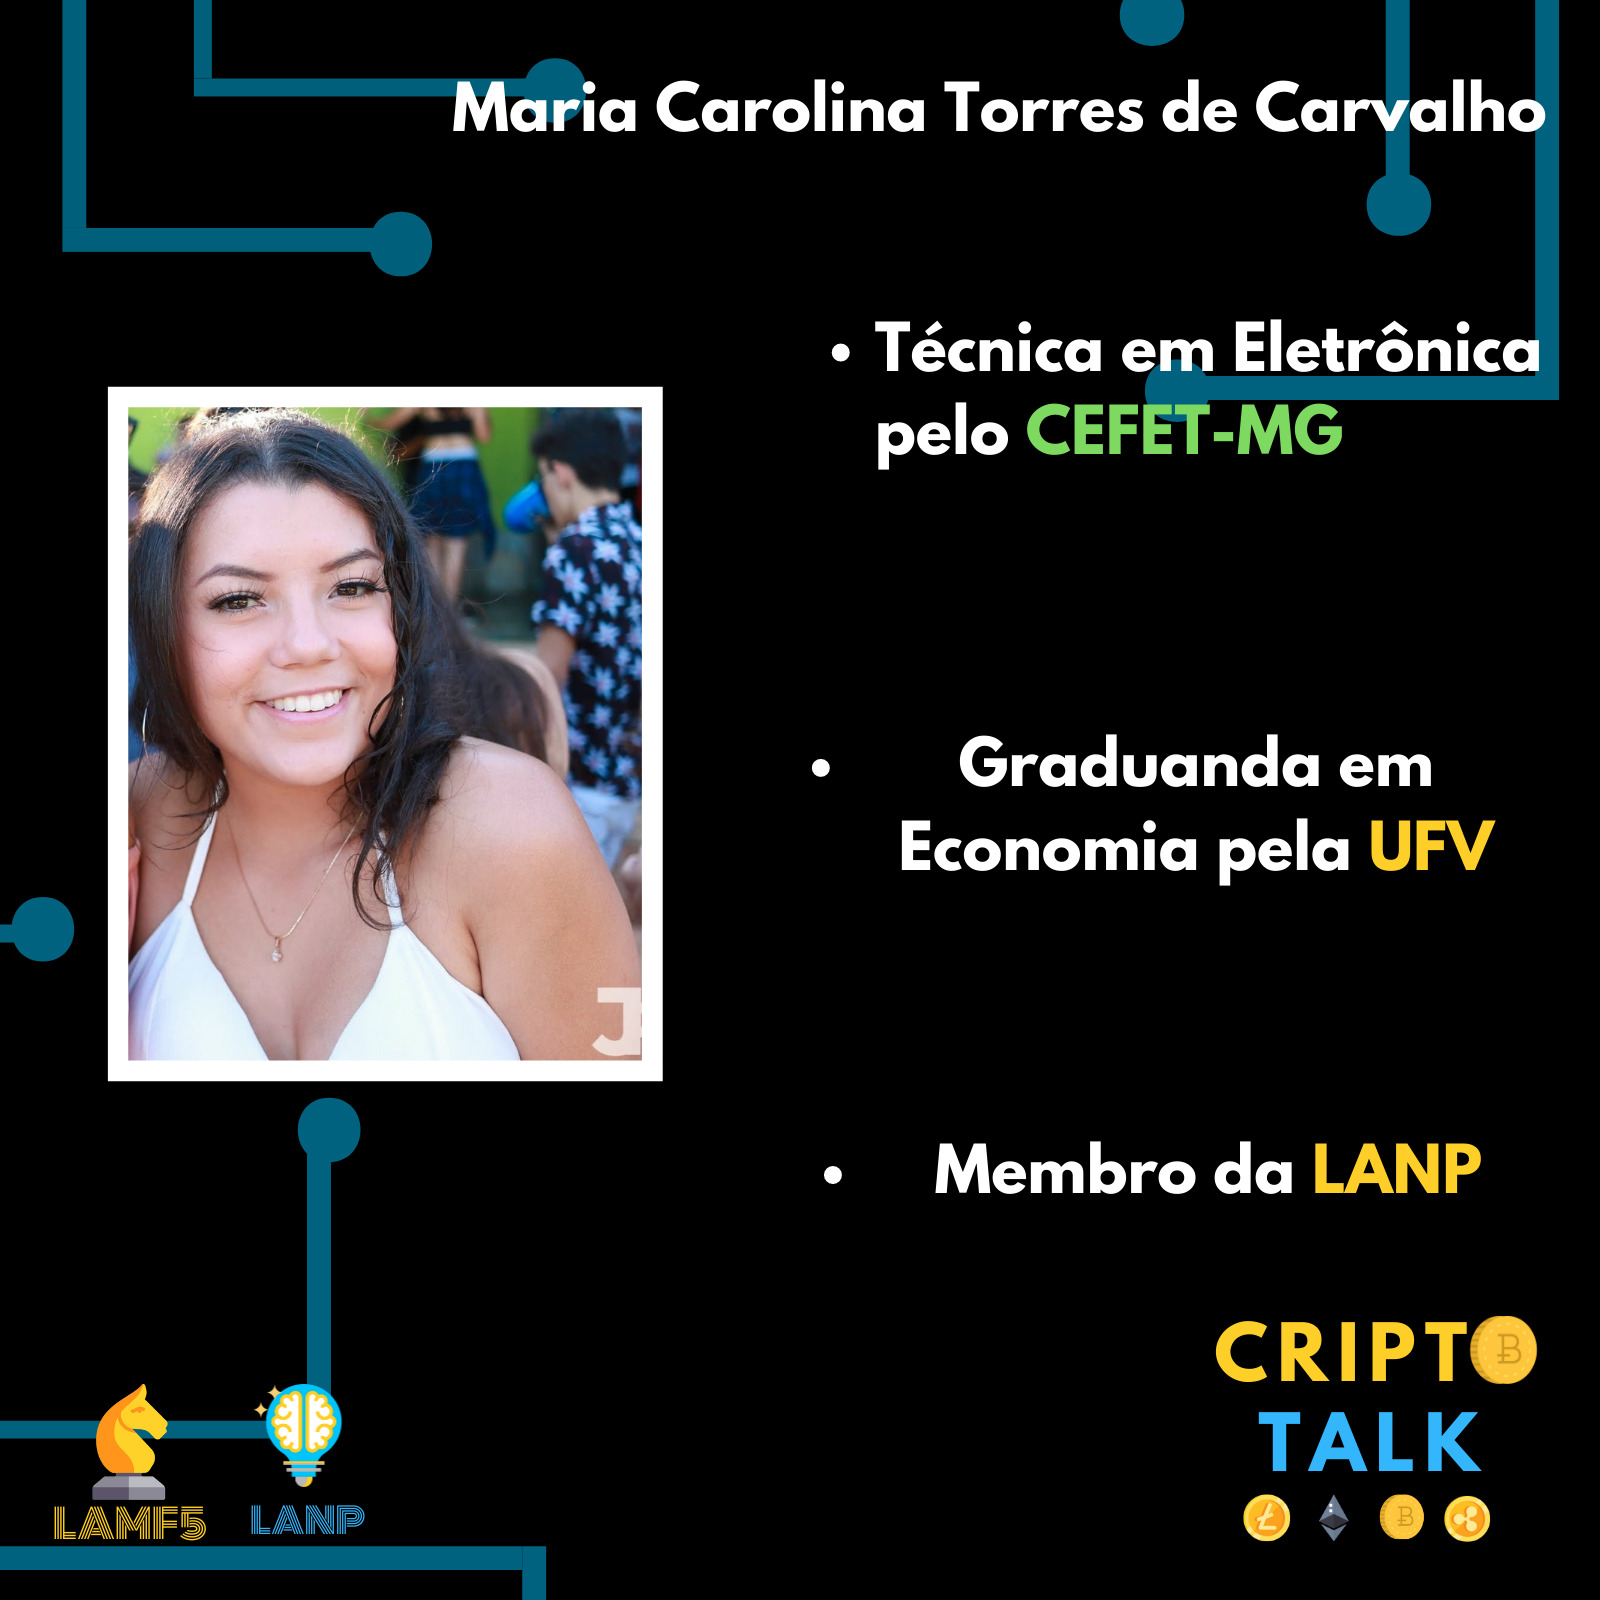 Maria Carolina Torres de Carvalho
• Técnica em Eletrônica
pelo CEFET-MG
• Graduanda em
Economia pela UFV
• Membro da LANP
CRIPTO
TALK
LAMF5
LANP